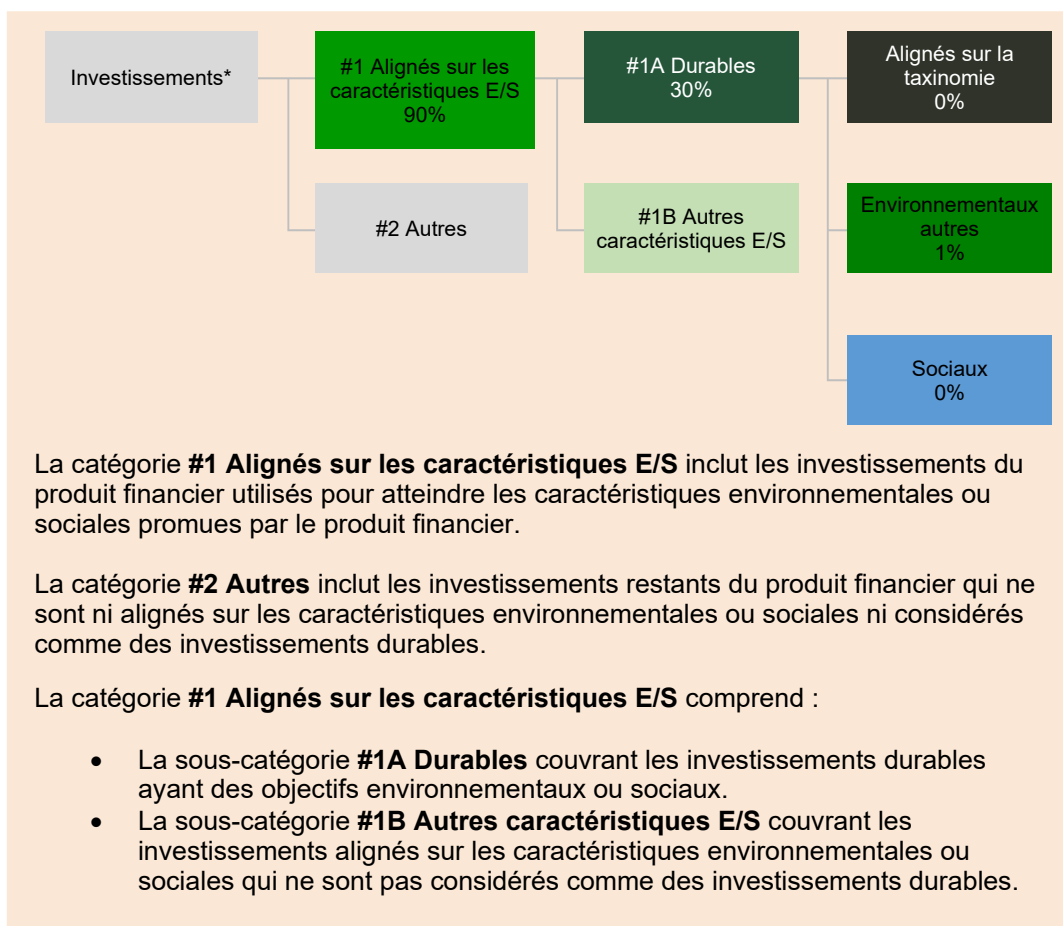 Investissements*
#1 Alignés sur les
caractéristiques E/S
90%
#2 Autres
#1A Durables
30%
#1B Autres
caractéristiques E/S
Alignés sur la
taxinomie
0%
Environnementaux
autres
1%
Sociaux
0%
La catégorie #1 Alignés sur les caractéristiques E/S inclut les investissements du
produit financier utilisés pour atteindre les caractéristiques environnementales ou
sociales promues par le produit financier.
La catégorie #2 Autres inclut les investissements restants du produit financier qui ne
sont ni alignés sur les caractéristiques environnementales ou sociales ni considérés
comme des investissements durables.
La catégorie #1 Alignés sur les caractéristiques E/S comprend :
• La sous-catégorie #1A Durables couvrant les investissements durables
ayant des objectifs environnementaux ou sociaux.
• La sous-catégorie #1B Autres caractéristiques E/S couvrant les
investissements alignés sur les caractéristiques environnementales ou
sociales qui ne sont pas considérés comme des investissements durables.